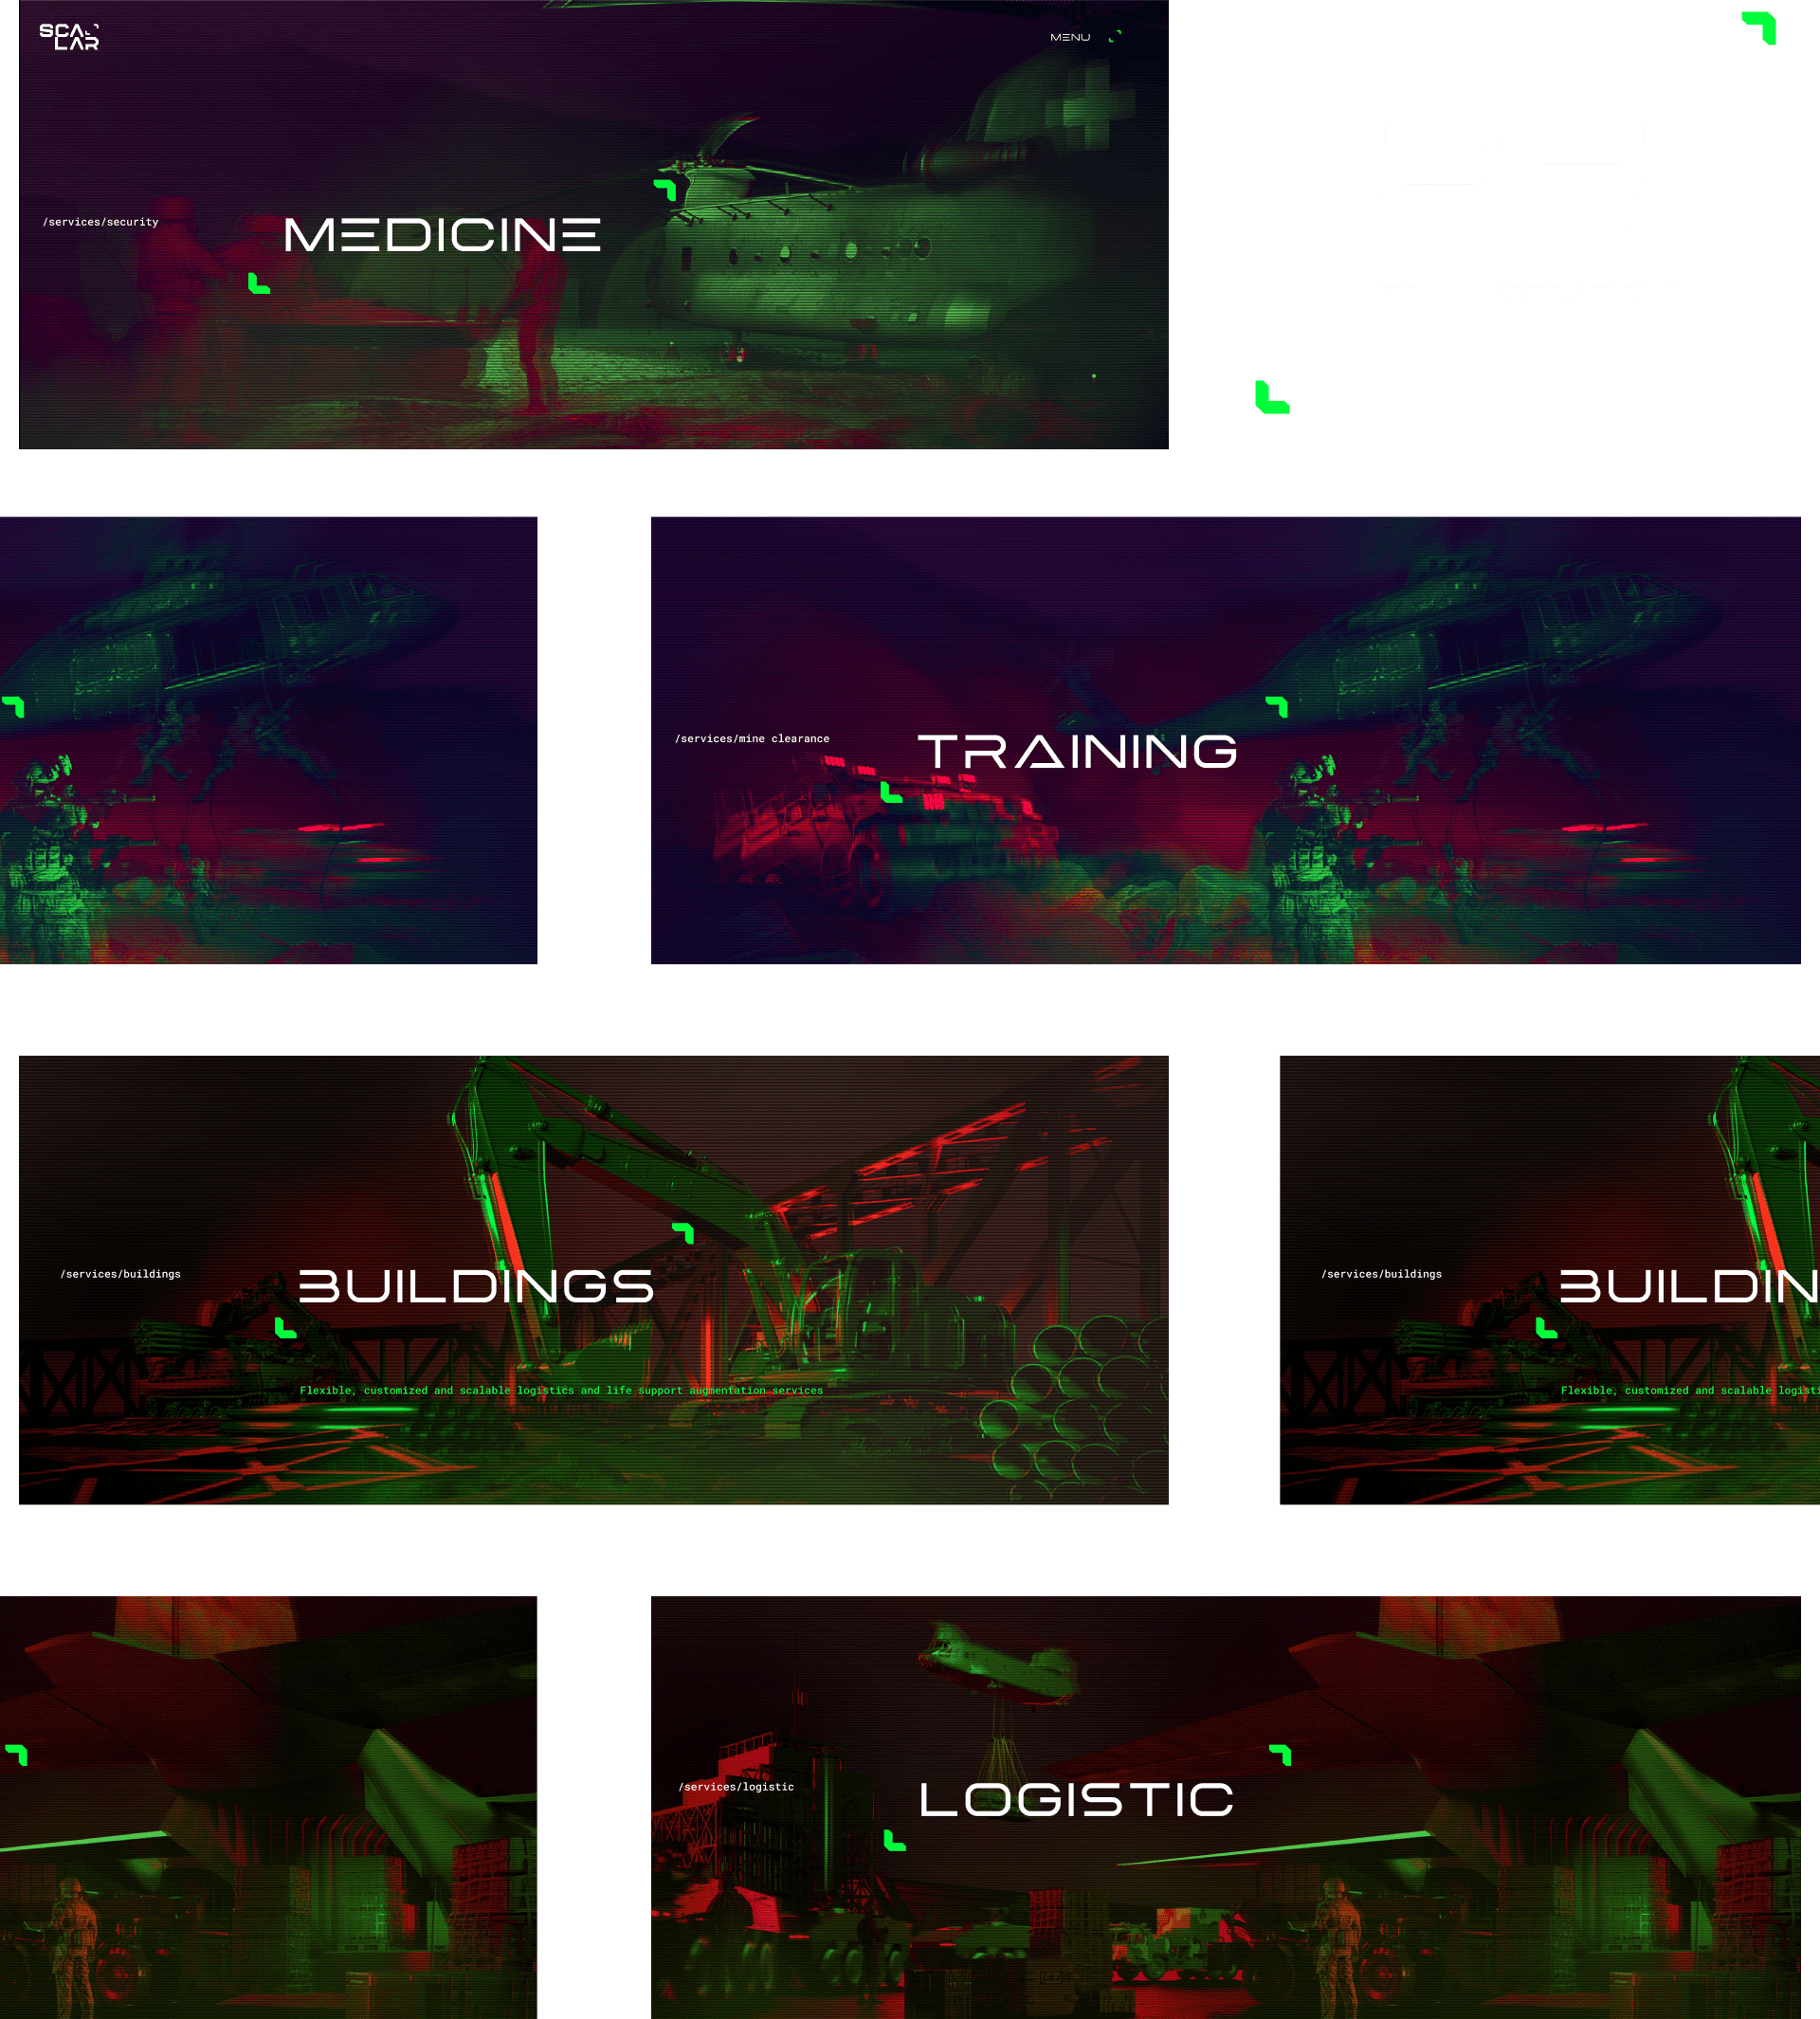 SCA
LAR
MENU
/services/security
MEDICINE
/services/mine clearance
TRAINING
/services/buildings
BUILDINGS
Flexible, customized and scalable logistics and life support augmentation services
/services/buildings
BUILDIN
Flexible, customized and scalable logisti
/services/logistic
LOGISTIC